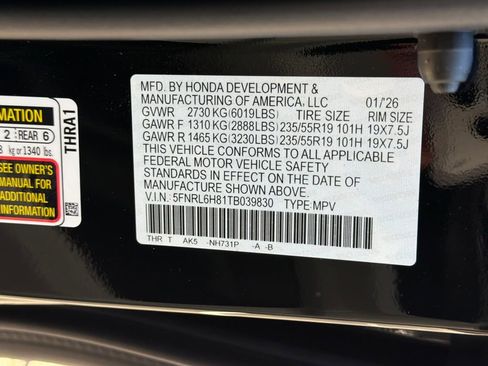 MFD. BY HONDA DEVELOPMENT &
MANUFACTURING OF AMERICA, LLC 01/'26
GVWR 2730 KG (6019LBS) TIRE SIZE RIM SIZE
GAWR F 1310 KG (2888LBS) 235/55R19 101H 19X7.5J
GAWR R 1465 KG (3230LBS) 235/55R19 101H 19X7.5J
THIS VEHICLE CONFORMS TO ALL APPLICABLE
FEDERAL MOTOR VEHICLE SAFETY
STANDARDS IN EFFECT ON THE DATE OF
MANUFACTURE SHOWN ABOVE.
V.I.N.: 5FNRL6H81TB039830 TYPE:MPV
THR T AK5 -NH731P -A -B
MATION
2 REAR 6
kg or 1340 lbs.
EE OWNER'S
MANUAL FOR
ADDITIONAL
FORMATION
THRA1